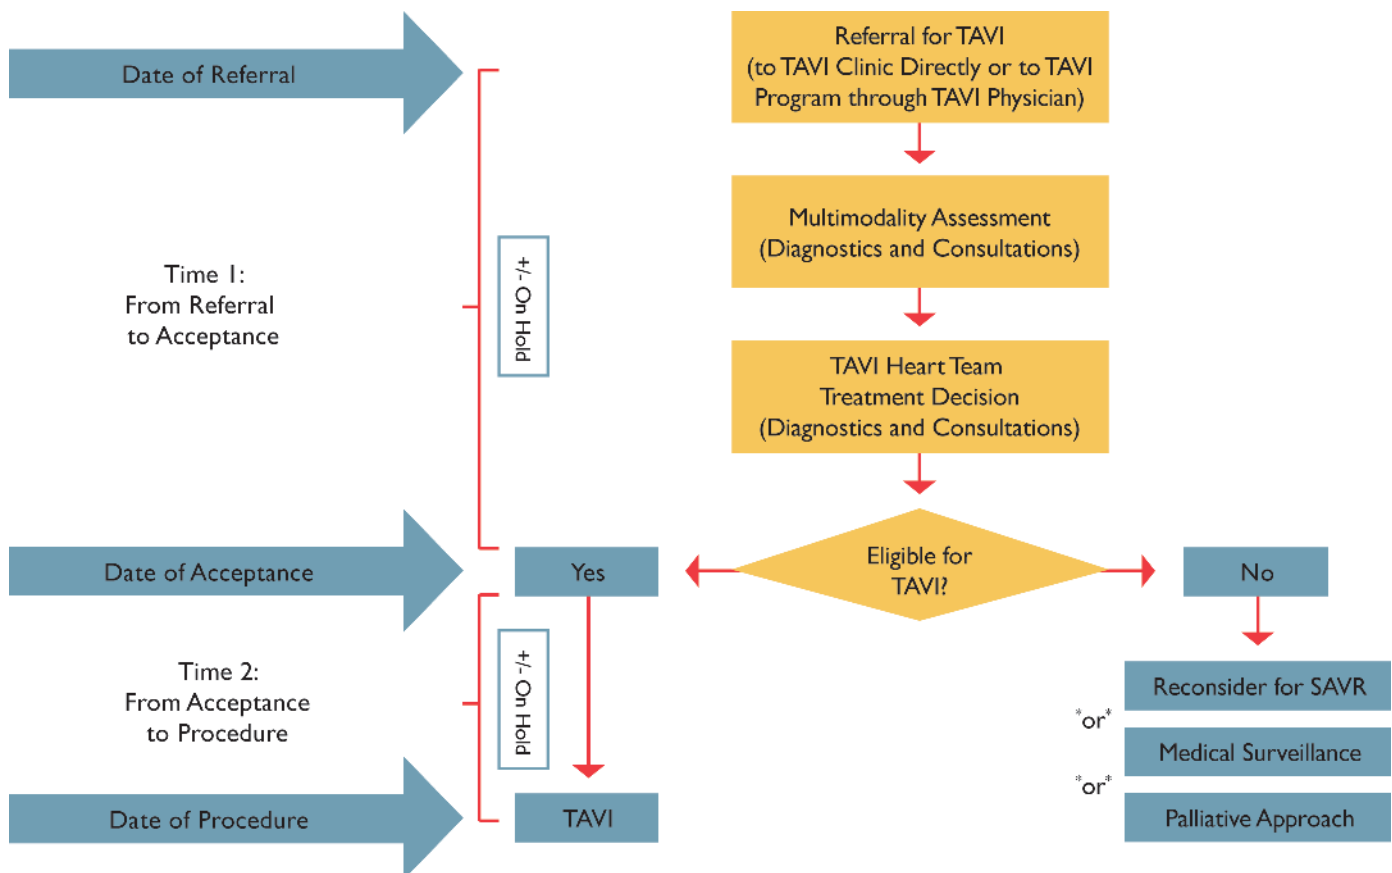 Date of Referral
Referral for TAVI
(to TAVI Clinic Directly or to TAVI
Program through TAVI Physician)
Multimodality Assessment
(Diagnostics and Consultations)
Time 1:
From Referral
to Acceptance
+/- On Hold
TAVI Heart Team
Treatment Decision
(Diagnostics and Consultations)
Date of Acceptance
Yes
Eligible for
TAVI?
No
Time 2:
From Acceptance
to Procedure
+/- On Hold
Reconsider for SAVR
*or*
Medical Surveillance
*or*
Palliative Approach
Date of Procedure
TAVI